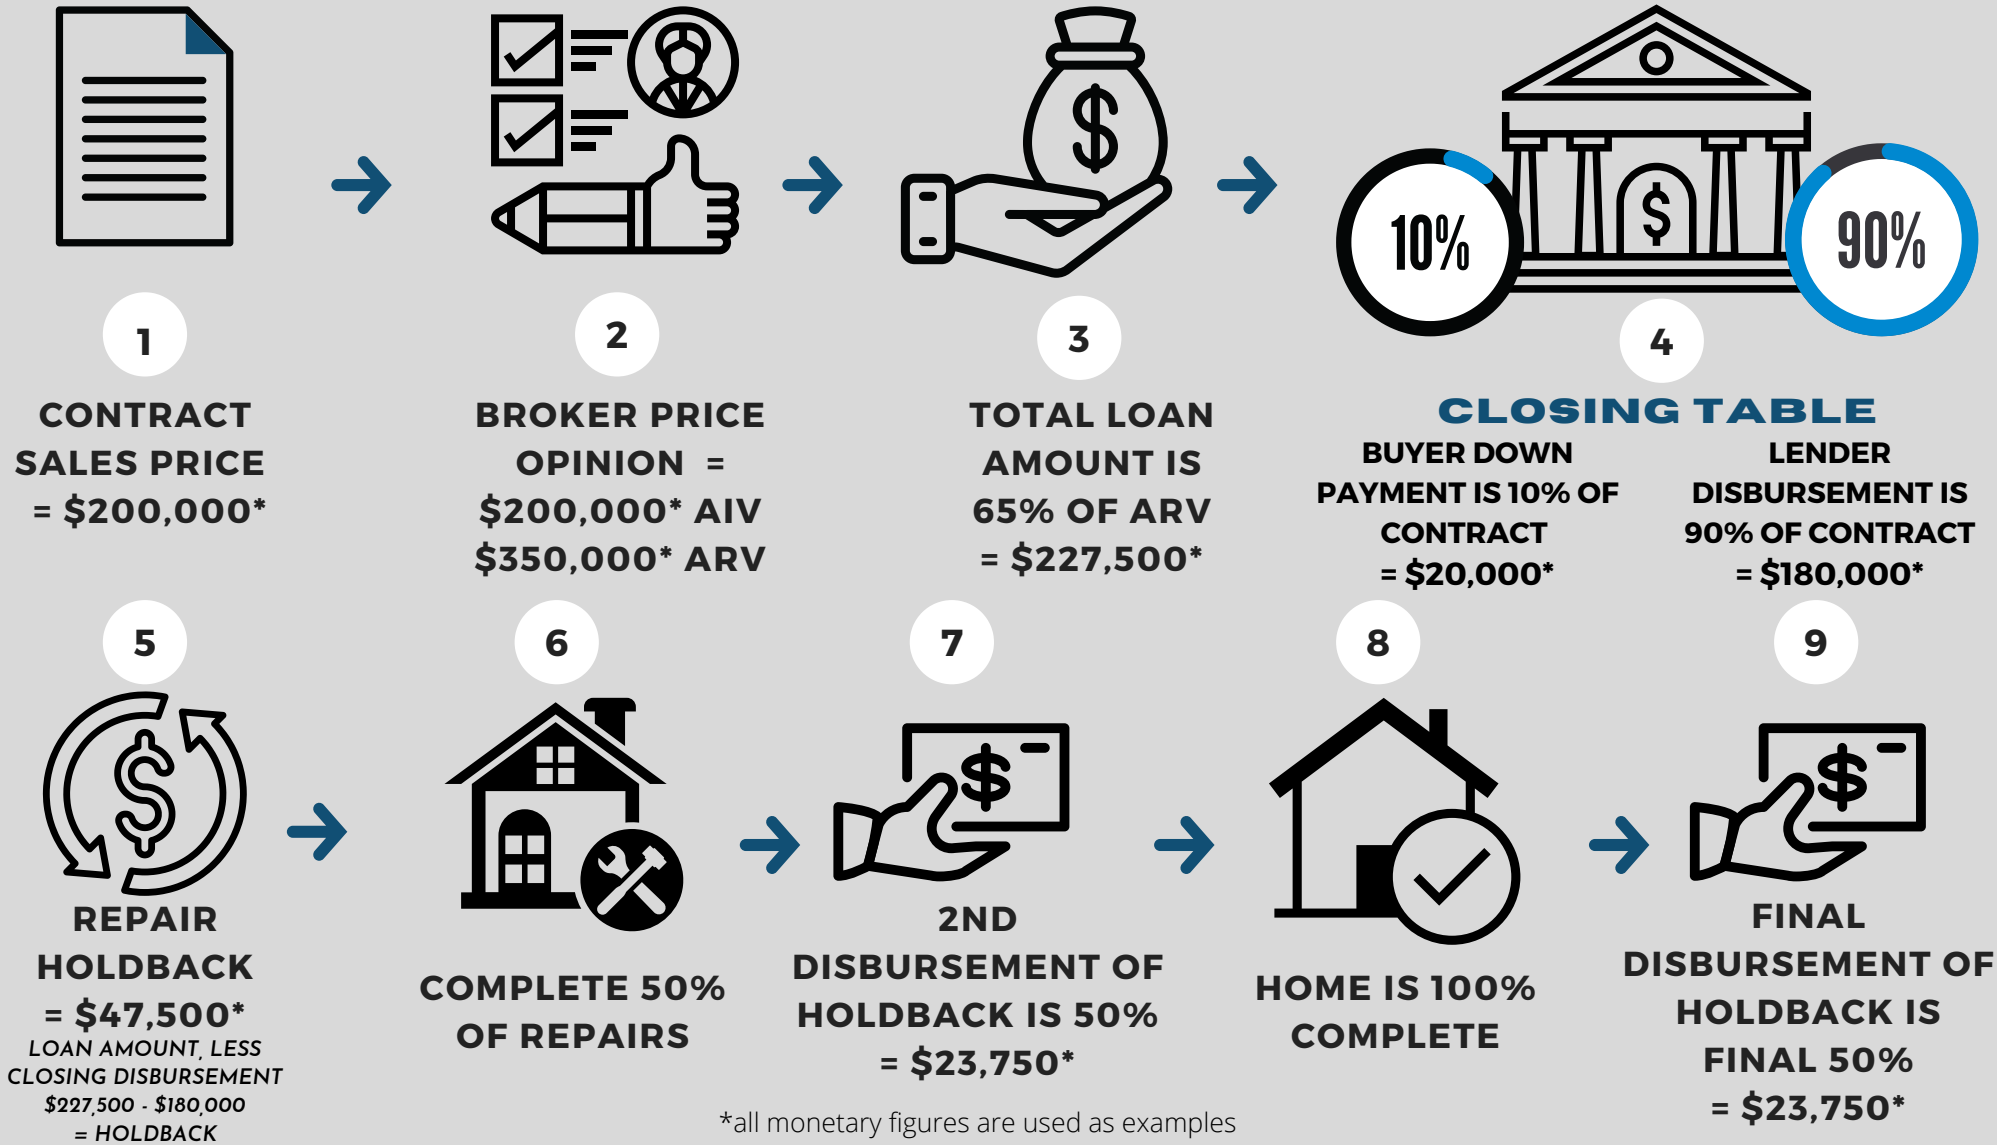 $
$
10%
90%
1
CONTRACT
SALES PRICE
= $200,000*
2
BROKER PRICE
OPINION =
$200,000* AIV
$350,000* ARV
3
TOTAL LOAN
AMOUNT IS
65% OF ARV
= $227,500*
4
CLOSING TABLE
BUYER DOWN
PAYMENT IS 10% OF
CONTRACT
= $20,000*
LENDER
DISBURSEMENT IS
90% OF CONTRACT
= $180,000*
5
$
REPAIR
HOLDBACK
= $47,500*
LOAN AMOUNT, LESS
CLOSING DISBURSEMENT
$227,500 - $180,000
= HOLDBACK
6
COMPLETE 50%
OF REPAIRS
7
$
2ND
DISBURSEMENT OF
HOLDBACK IS 50%
= $23,750*
8
HOME IS 100%
COMPLETE
9
$
FINAL
DISBURSEMENT OF
HOLDBACK IS
FINAL 50%
= $23,750*
*all monetary figures are used as examples